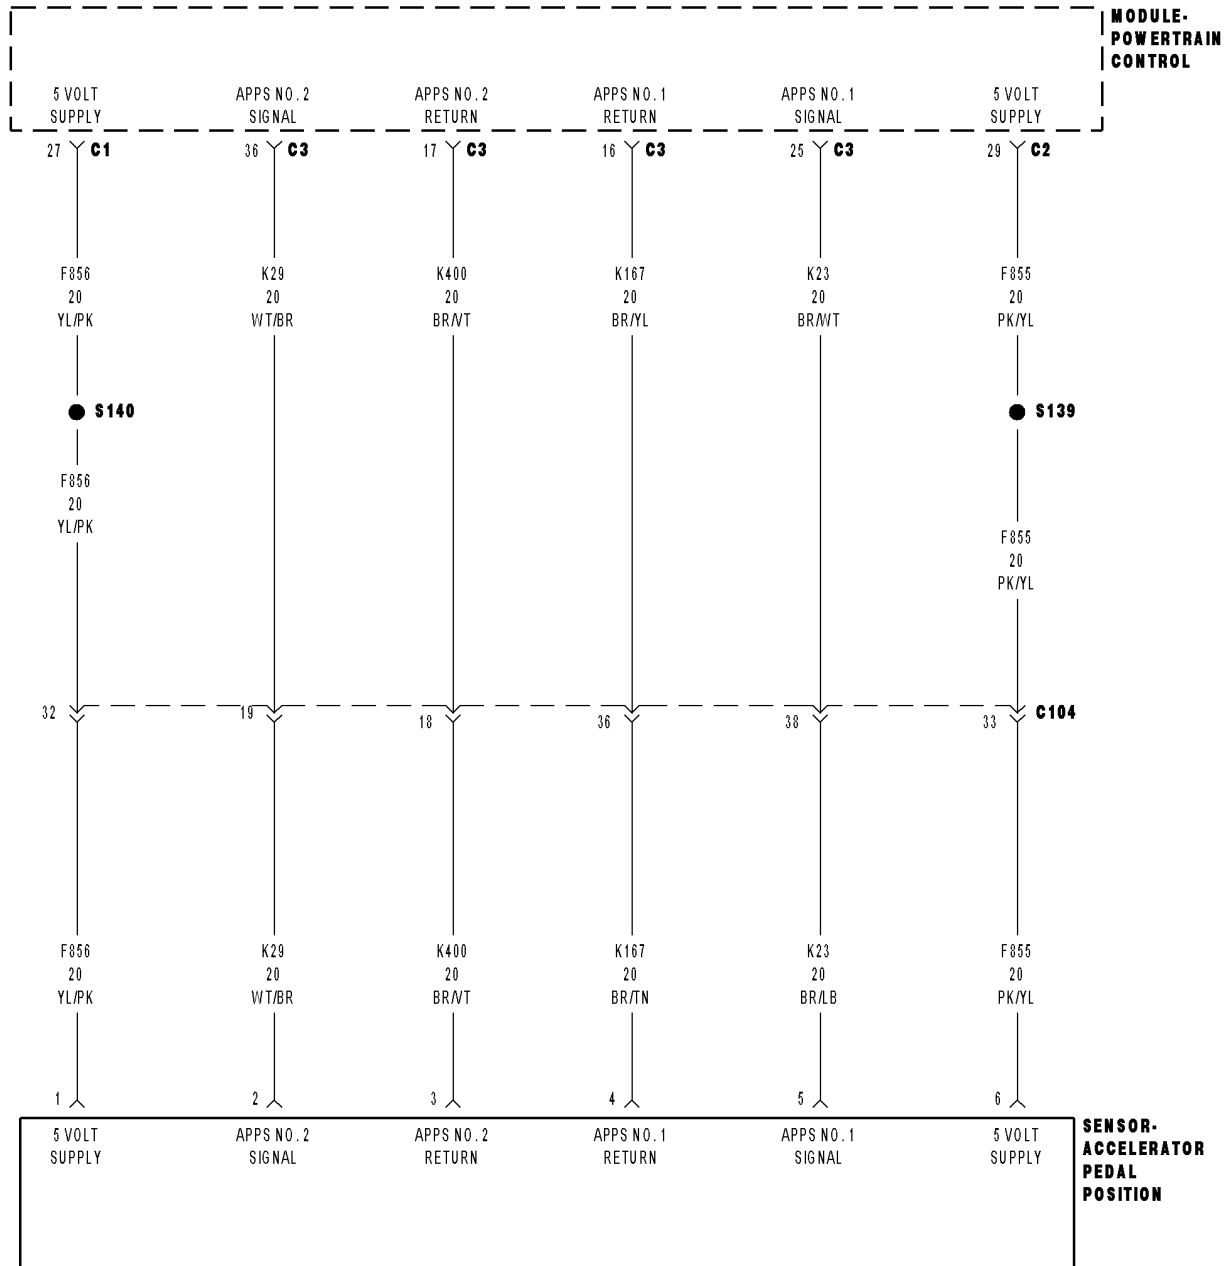 MODULE-
POWERTRAIN
CONTROL
5 VOLT APPS NO. 2 APPS NO. 2 APPS NO. 1 APPS NO. 1 5 VOLT
SUPPLY SIGNAL RETURN RETURN SIGNAL SUPPLY
27 C1 36 C3 17 C3 16 C3 25 C3 29 C2
F856 K29 K400 K167 K23 F855
20 20 20 20 20 20
YL/PK WT/BR BR/VT BR/YL BR/WT PK/YL
S140 S139
F856
20
YL/PK
F855
20
PK/YL
32 19 18 36 38 33 C104
F856 K29 K400 K167 K23 F855
20 20 20 20 20 20
YL/PK WT/BR BR/VT BR/TN BR/LB PK/YL
1 2 3 4 5 6
5 VOLT APPS NO. 2 APPS NO. 2 APPS NO. 1 APPS NO. 1 5 VOLT
SUPPLY SIGNAL RETURN RETURN SIGNAL SUPPLY
SENSOR-
ACCELERATOR
PEDAL
POSITION